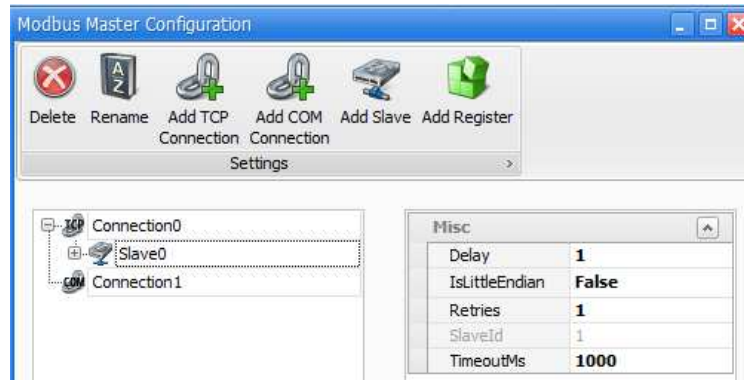 Modbus Master Configuration
Delete Rename Add TCP Connection Add COM Connection Add Slave Add Register
Settings
Connection0
Slave0
Connection1
Misc
Delay 1
IsLittleEndian False
Retries 1
SlaveId 1
TimeoutMs 1000